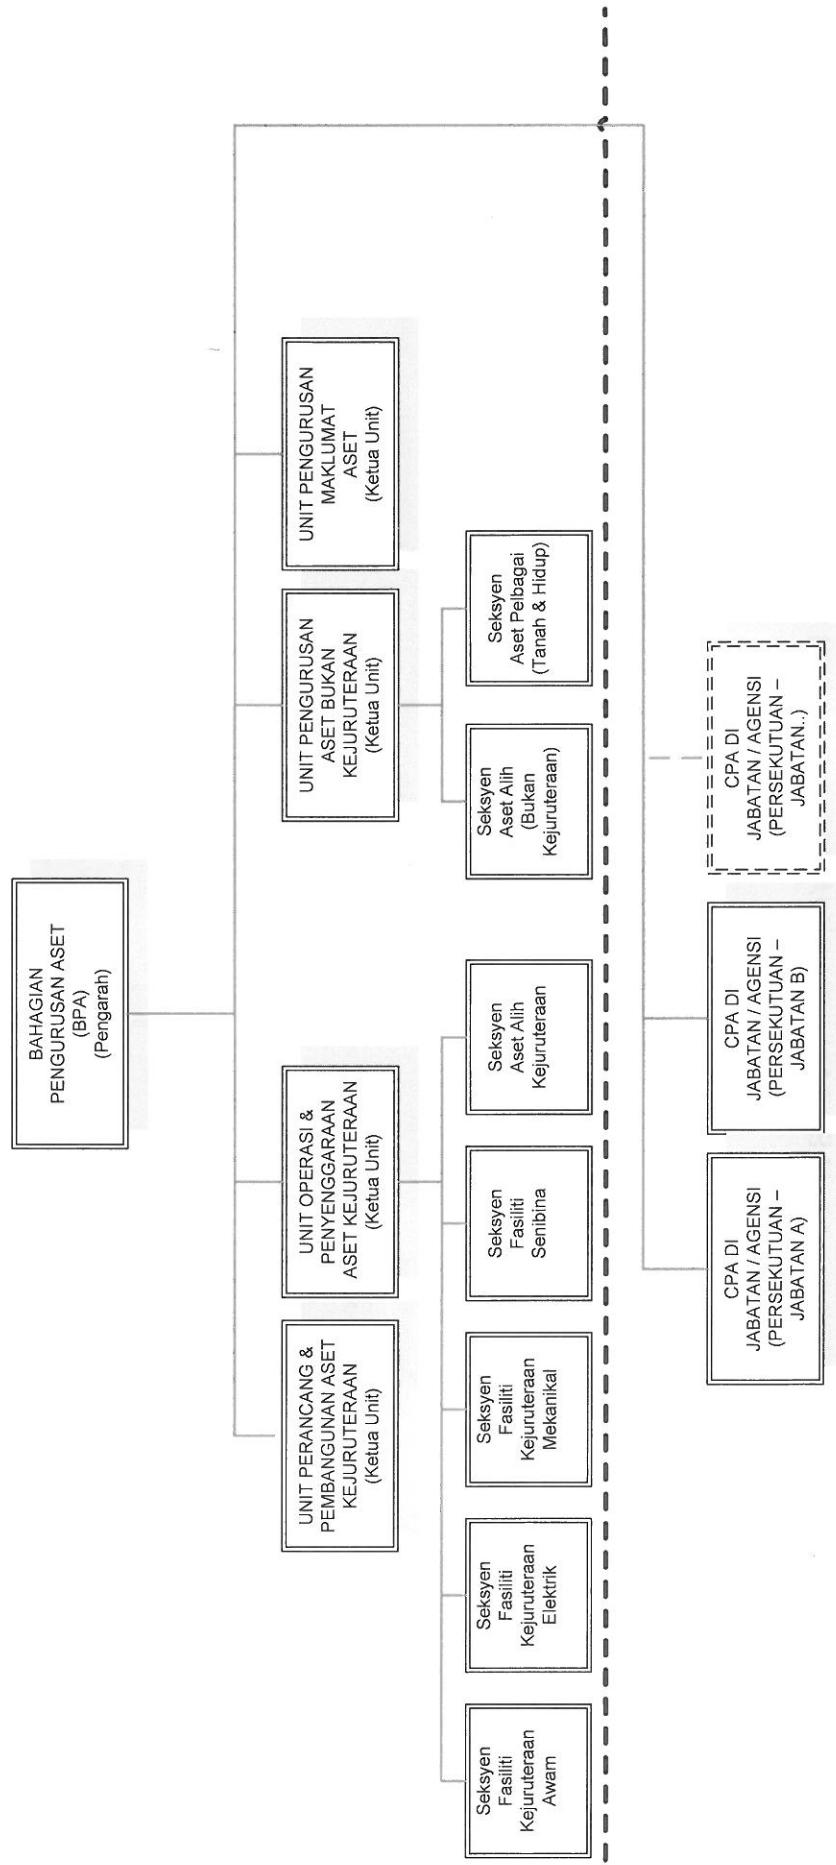 BAHAGIAN
PENGURUSAN ASET
(BPA)
(Pengarah)
UNIT PERANCANG &
PEMBANGUNAN ASET
KEJURUTERAAN
(Ketua Unit)
UNIT OPERASI &
PENYENGGARAAN
ASET KEJURUTERAAN
(Ketua Unit)
UNIT PENGURUSAN
ASET BUKAN
KEJURUTERAAN
(Ketua Unit)
UNIT PENGURUSAN
MAKLUMAT
ASET
(Ketua Unit)
Seksyen
Fasiliti
Kejuruteraan
Awam
Seksyen
Fasiliti
Kejuruteraan
Elektrik
Seksyen
Fasiliti
Kejuruteraan
Mekanikal
Seksyen
Fasiliti
Senibina
Seksyen
Aset Alih
Kejuruteraan
Seksyen
Aset Alih
(Bukan
Kejuruteraan)
Seksyen
Aset Pelbagai
(Tanah & Hidup)
CPA DI
JABATAN / AGENSI
(PERSEKUTUAN –
JABATAN A)
CPA DI
JABATAN / AGENSI
(PERSEKUTUAN –
JABATAN B)
CPA DI
JABATAN / AGENSI
(PERSEKUTUAN –
JABATAN..)